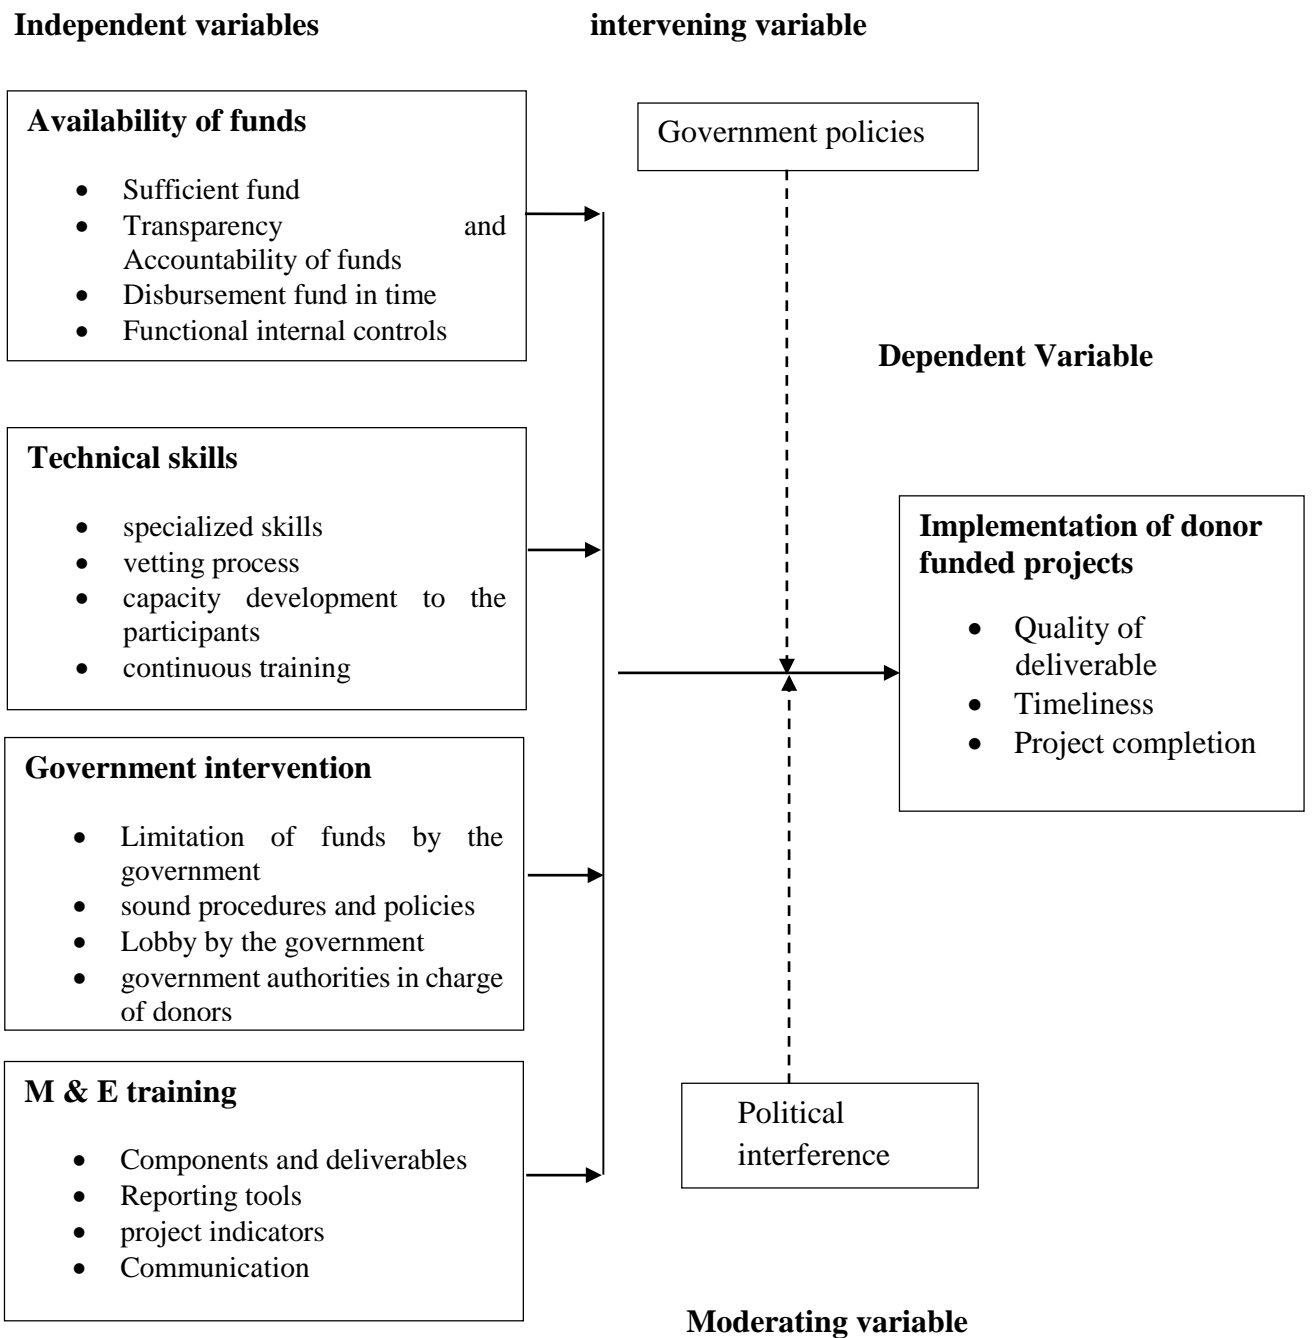 Independent variables
intervening variable
Availability of funds
• Sufficient fund
• Transparency and
Accountability of funds
• Disbursement fund in time
• Functional internal controls
Government policies
Dependent Variable
Technical skills
• specialized skills
• vetting process
• capacity development to the
participants
• continuous training
Implementation of donor
funded projects
• Quality of
deliverable
• Timeliness
• Project completion
Government intervention
• Limitation of funds by the
government
• sound procedures and policies
• Lobby by the government
• government authorities in charge
of donors
M & E training
• Components and deliverables
• Reporting tools
• project indicators
• Communication
Political
interference
Moderating variable